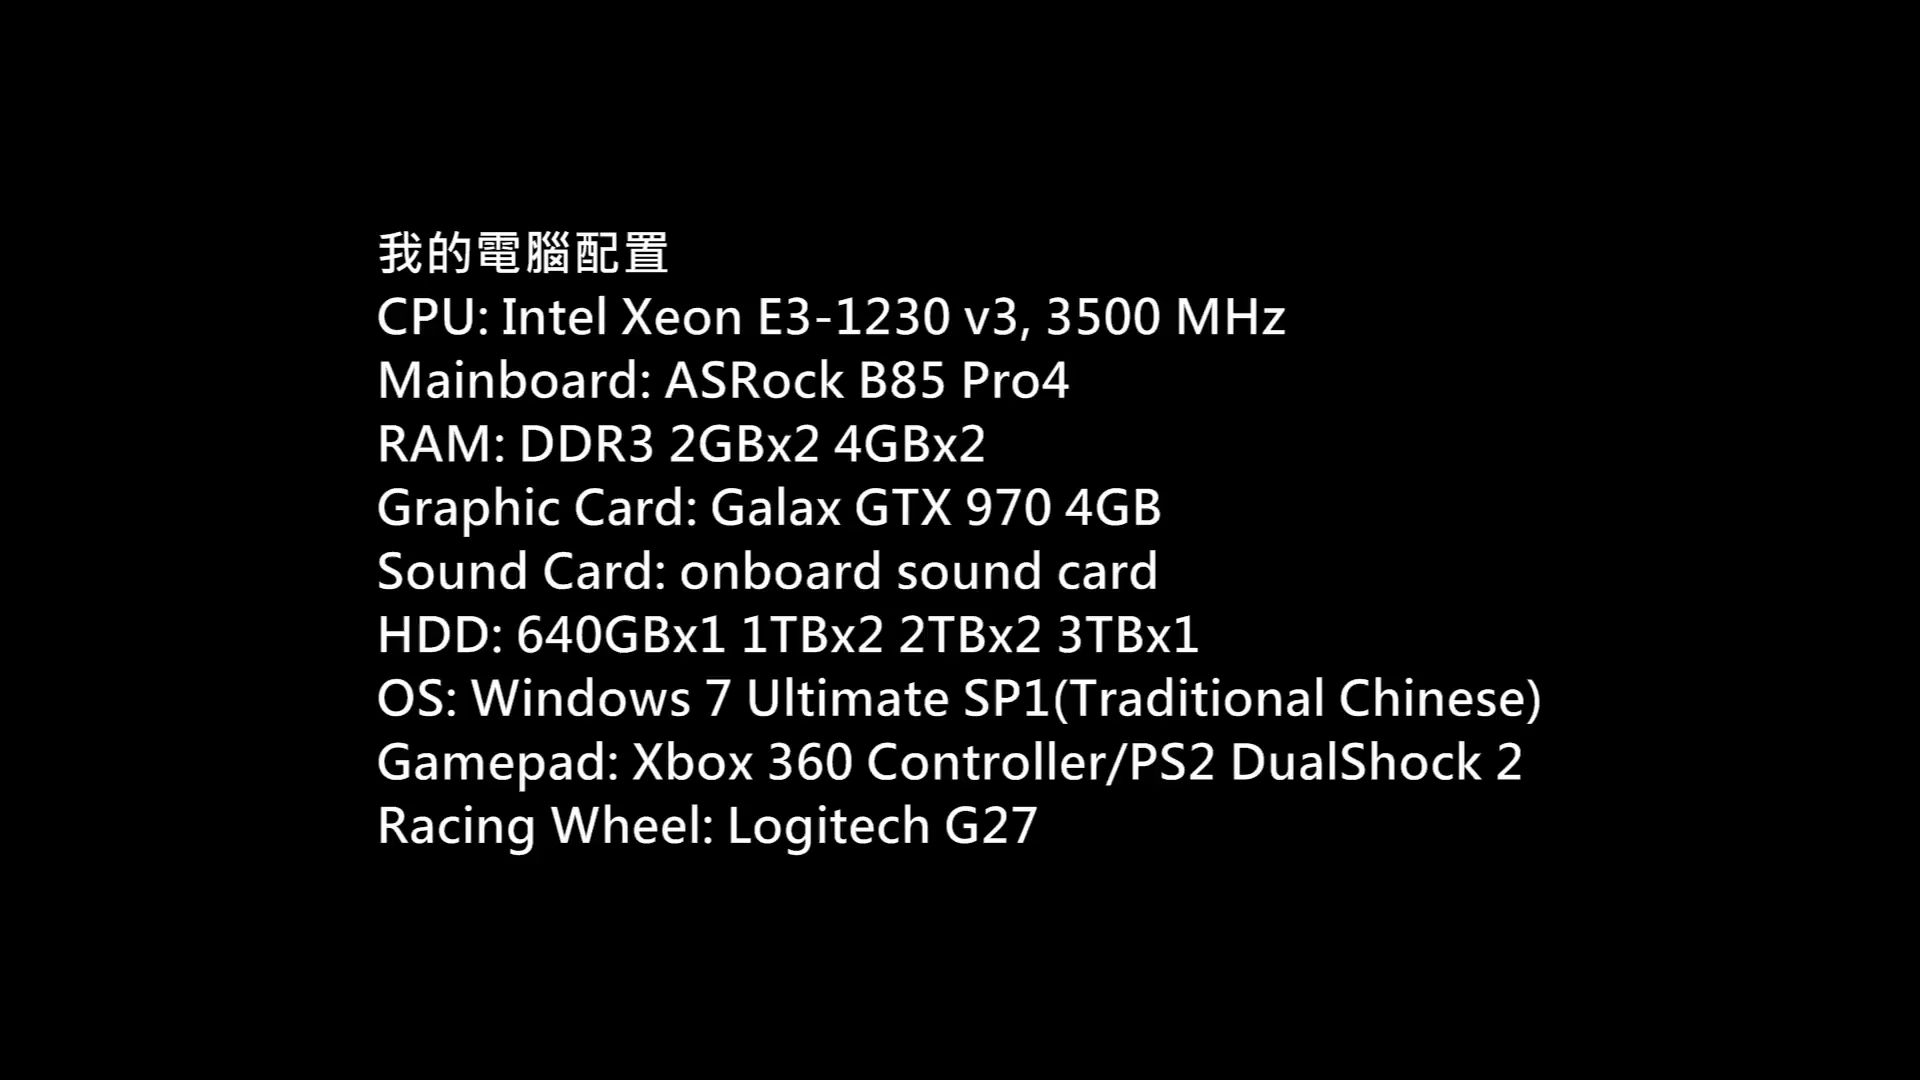 我的電腦配置
CPU: Intel Xeon E3-1230 v3, 3500 MHz
Mainboard: ASRock B85 Pro4
RAM: DDR3 2GBx2 4GBx2
Graphic Card: Galax GTX 970 4GB
Sound Card: onboard sound card
HDD: 640GBx1 1TBx2 2TBx2 3TBx1
OS: Windows 7 Ultimate SP1(Traditional Chinese)
Gamepad: Xbox 360 Controller/PS2 DualShock 2
Racing Wheel: Logitech G27